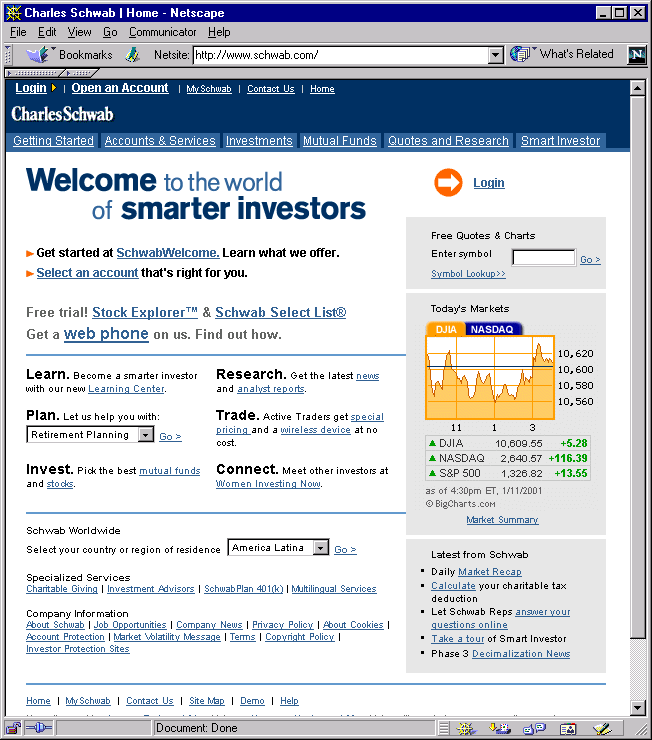 Charles Schwab | Home - Netscape
File Edit View Go Communicator Help
Bookmarks Netsite: http://www.schwab.com/ What's Related N
Login | Open an Account | MySchwab | Contact Us | Home
CharlesSchwab
Getting Started Accounts & Services Investments Mutual Funds Quotes and Research Smart Investor
Welcome to the world
of smarter investors
Login
Get started at SchwabWelcome. Learn what we offer.
Select an account that's right for you.
Free trial! Stock Explorer™ & Schwab Select List®
Get a web phone on us. Find out how.
Learn. Become a smarter investor
with our new Learning Center.
Research. Get the latest news
and analyst reports.
Plan. Let us help you with:
Retirement Planning Go >
Trade. Active Traders get special
pricing and a wireless device at no
cost.
Invest. Pick the best mutual funds
and stocks.
Connect. Meet other investors at
Women Investing Now.
Schwab Worldwide
Select your country or region of residence America Latina Go >
Specialized Services
Charitable Giving | Investment Advisors | SchwabPlan 401(k) | Multilingual Services
Company Information
About Schwab | Job Opportunities | Company News | Privacy Policy | About Cookies |
Account Protection | Market Volatility Message | Terms | Copyright Policy |
Investor Protection Sites
Free Quotes & Charts
Enter symbol Go >
Symbol Lookup>>
Today's Markets
DJIA NASDAQ
10,620
10,600
10,580
10,560
11 1 3
DJIA 10,609.55 +5.28
NASDAQ 2,640.57 +116.39
S&P 500 1,326.82 +13.55
as of 4:30pm ET, 1/11/2001
© BigCharts.com
Market Summary
Latest from Schwab
• Daily Market Recap
• Calculate your charitable tax
deduction
• Let Schwab Reps answer your
questions online
• Take a tour of Smart Investor
• Phase 3 Decimalization News
Home | MySchwab | Contact Us | Site Map | Demo | Help
Document: Done